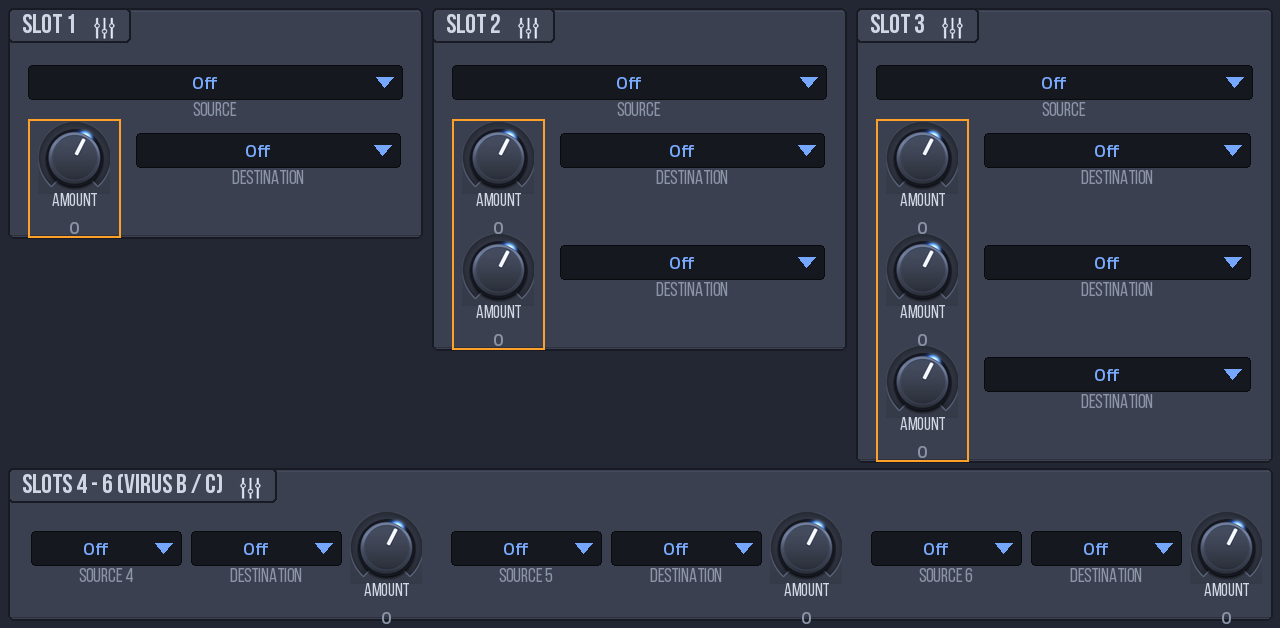 SLOT 1
Off
SOURCE
Off
DESTINATION
AMOUNT
0
SLOT 2
Off
SOURCE
Off
DESTINATION
AMOUNT
0
Off
DESTINATION
AMOUNT
0
SLOT 3
Off
SOURCE
Off
DESTINATION
AMOUNT
0
Off
DESTINATION
AMOUNT
0
Off
DESTINATION
AMOUNT
0
SLOTS 4 - 6 (VIRUS B / C)
Off
SOURCE 4
Off
DESTINATION
AMOUNT
0
Off
SOURCE 5
Off
DESTINATION
AMOUNT
0
Off
SOURCE 6
Off
DESTINATION
AMOUNT
0